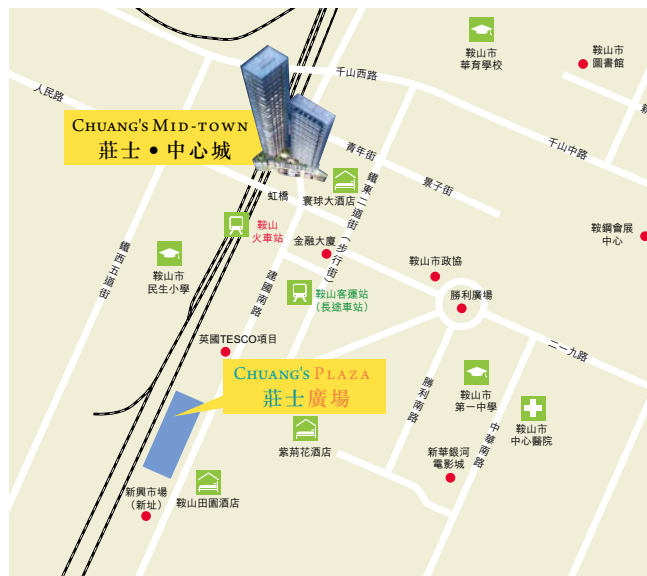 鞍山市
華育學校
鞍山市
圖書館
千山西路
人民路
新
CHUANG'S MID-TOWN
莊士•中心城
千山中路
青年街
景子街
鐵東二道街（步行街）
虹橋
寰球大酒店
鞍山
火車站
金融大廈
鞍鋼會展
中心
鐵西五道街
鞍山市
民生小學
建國南路
鞍山市政協
鞍山客運站
（長途車站）
勝利廣場
英國TESCO項目
二一九路
CHUANG'S PLAZA
莊士廣場
勝利南路
鞍山市
第一中學
中華南路
鞍山市
中心醫院
紫荊花酒店
新華銀河
電影城
新興市場
（新址）
鞍山田園酒店